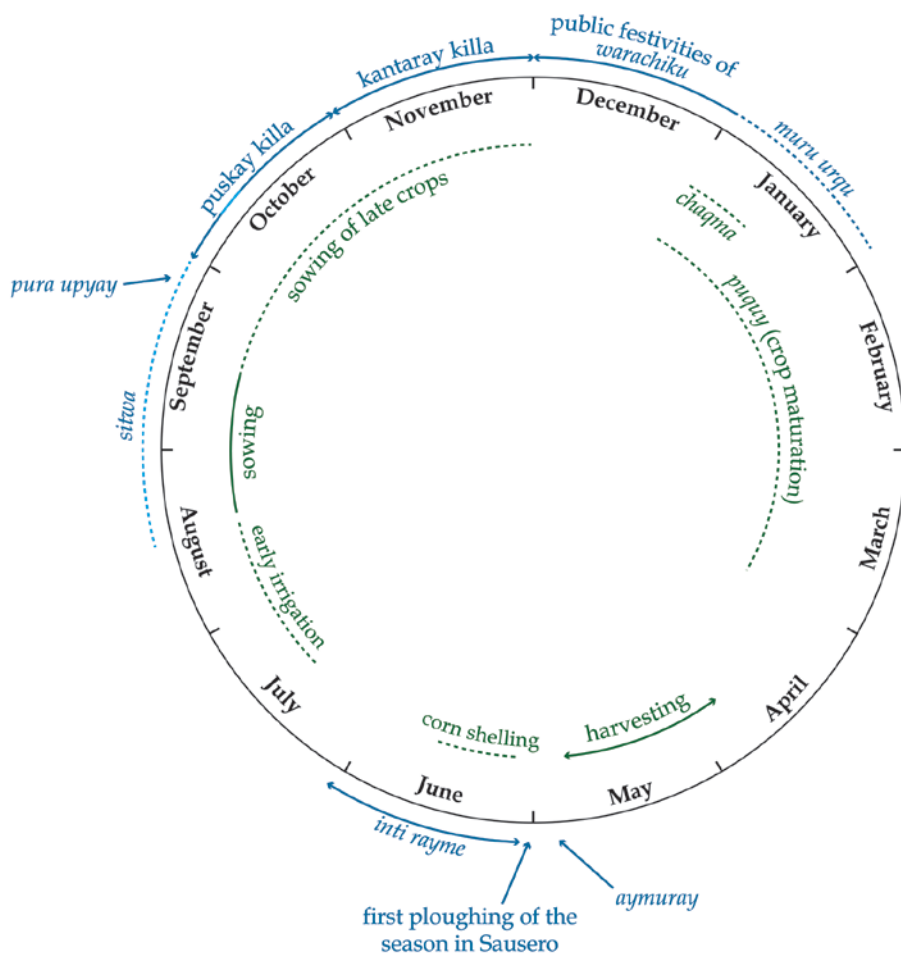 public festivities of
warachiku
kantaray killa
puskay killa
muru urqu
pura upyay
sitwa
November
December
October
January
September
February
August
March
July
April
June
May
sowing of late crops
chaqma
puquy (crop maturation)
sowing
early irrigation
corn shelling
harvesting
inti rayme
aymuray
first ploughing of the
season in Sausero